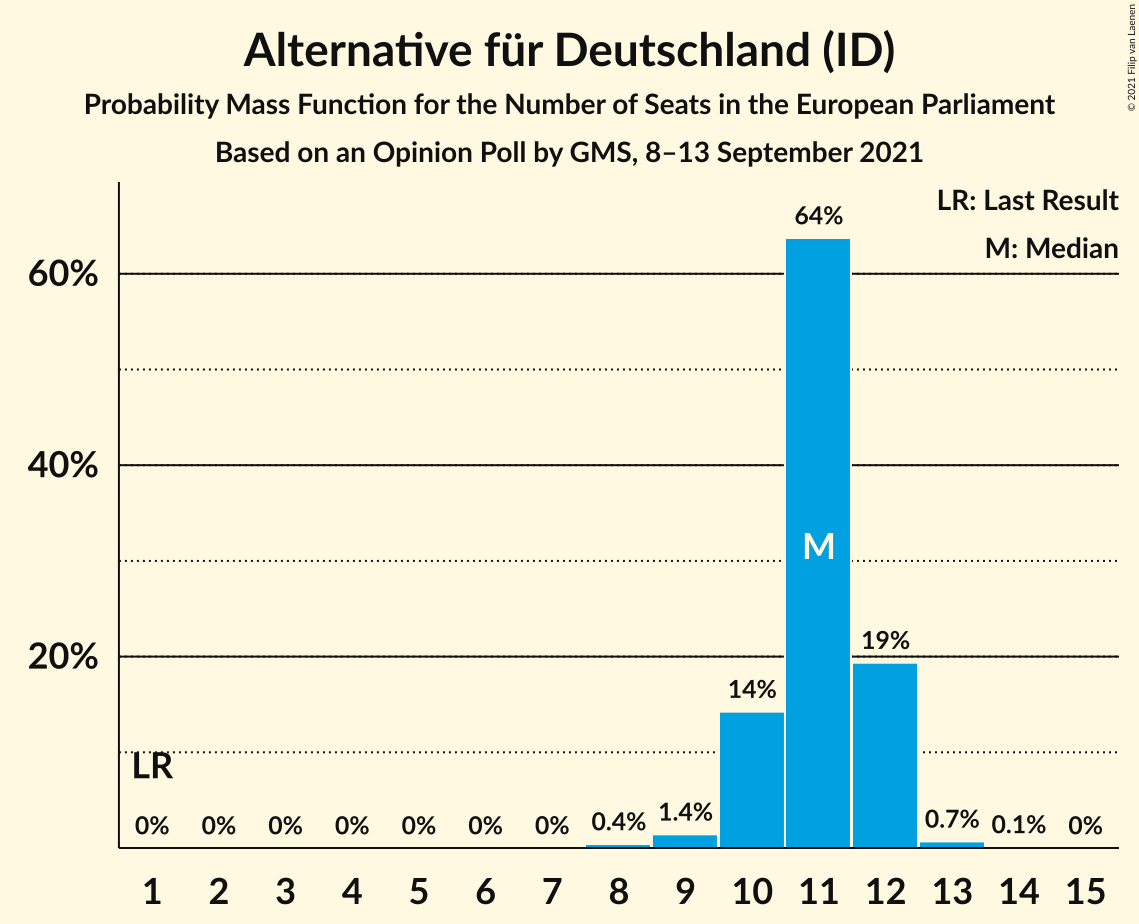 Alternative für Deutschland (ID)
Probability Mass Function for the Number of Seats in the European Parliament
Based on an Opinion Poll by GMS, 8–13 September 2021
© 2021 Filip van Laenen
LR: Last Result
M: Median
60%
40%
20%
64%
M
19%
14%
LR
0% 0% 0% 0% 0% 0% 0% 0.4% 1.4% 0.7% 0.1% 0%
1 2 3 4 5 6 7 8 9 10 11 12 13 14 15